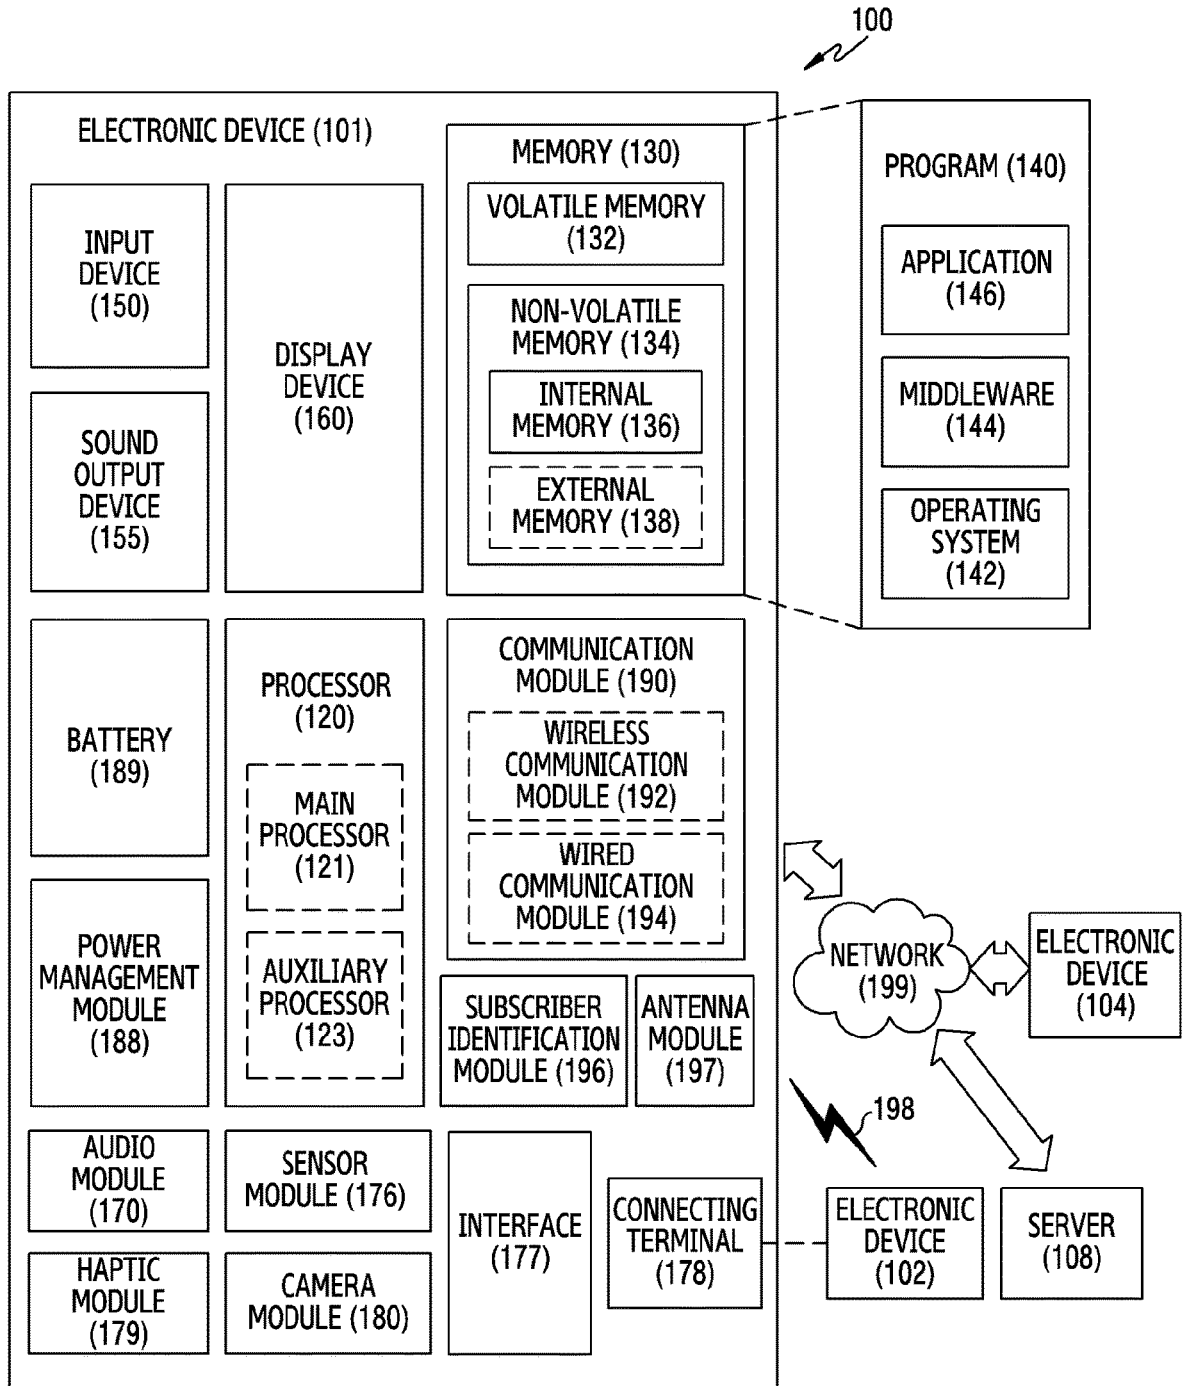 100
ELECTRONIC DEVICE (101)
INPUT
DEVICE
(150)
SOUND
OUTPUT
DEVICE
(155)
DISPLAY
DEVICE
(160)
MEMORY (130)
VOLATILE MEMORY
(132)
NON-VOLATILE
MEMORY (134)
INTERNAL
MEMORY (136)
EXTERNAL
MEMORY (138)
PROGRAM (140)
APPLICATION
(146)
MIDDLEWARE
(144)
OPERATING
SYSTEM
(142)
BATTERY
(189)
POWER
MANAGEMENT
MODULE
(188)
PROCESSOR
(120)
MAIN
PROCESSOR
(121)
AUXILIARY
PROCESSOR
(123)
COMMUNICATION
MODULE (190)
WIRELESS
COMMUNICATION
MODULE (192)
WIRED
COMMUNICATION
MODULE (194)
SUBSCRIBER
IDENTIFICATION
MODULE (196)
ANTENNA
MODULE
(197)
NETWORK
(199)
ELECTRONIC
DEVICE
(104)
198
AUDIO
MODULE
(170)
SENSOR
MODULE (176)
HAPTIC
MODULE
(179)
CAMERA
MODULE (180)
INTERFACE
(177)
CONNECTING
TERMINAL
(178)
ELECTRONIC
DEVICE
(102)
SERVER
(108)